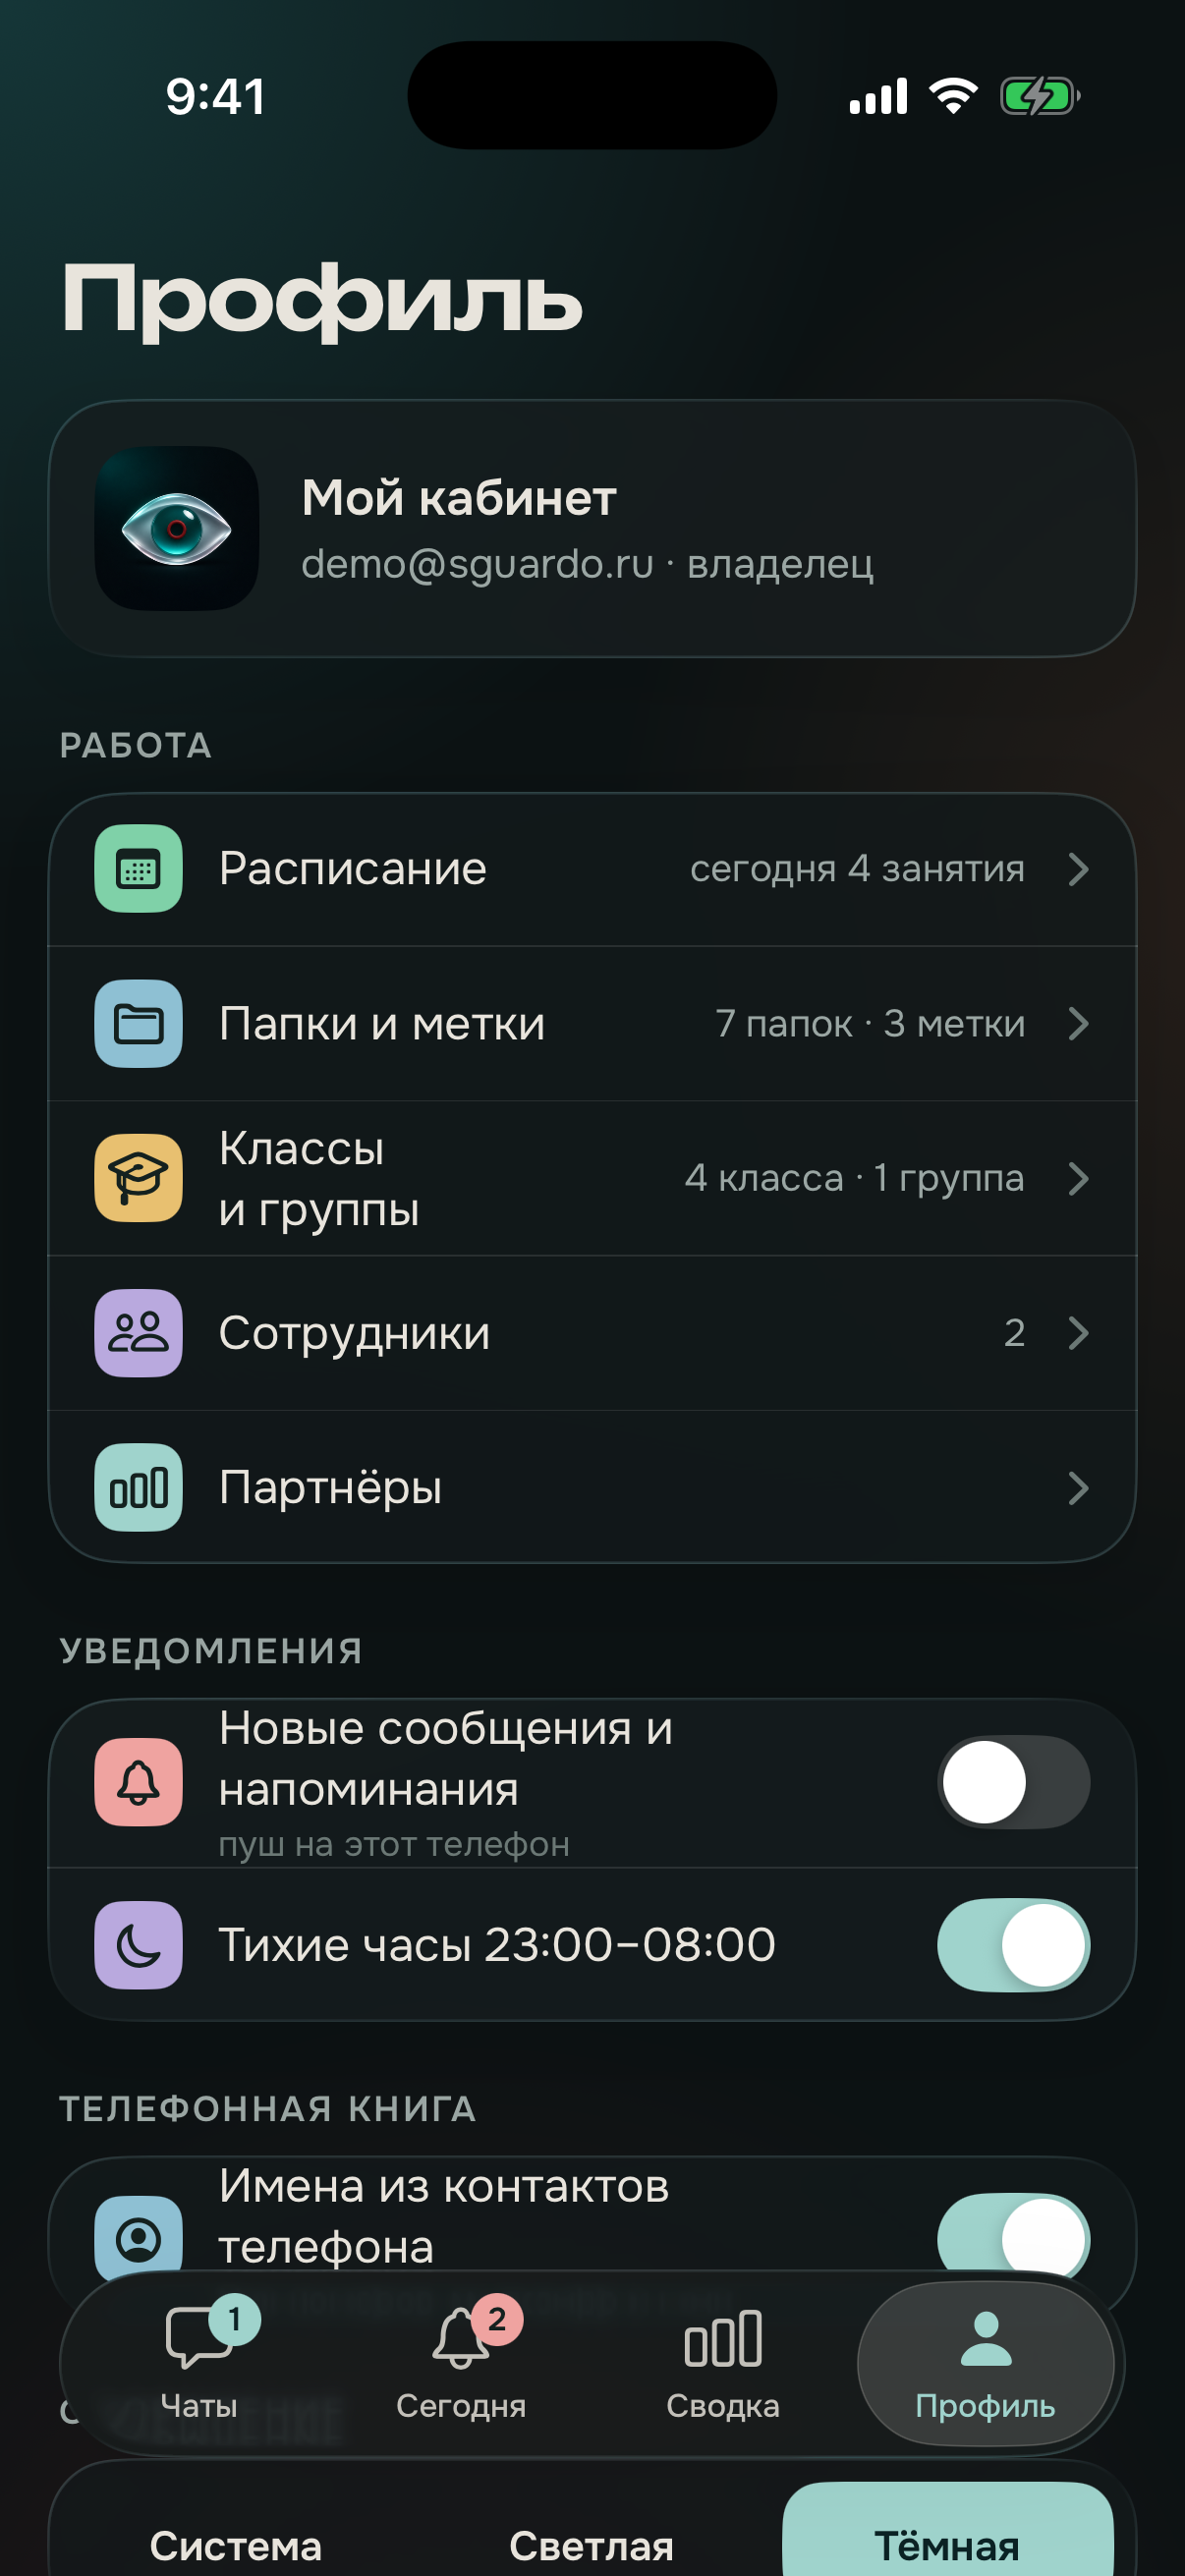 9:41
Профиль
Мой кабинет
demo@sguardo.ru · владелец
РАБОТА
Расписание
сегодня 4 занятия
Папки и метки
7 папок · 3 метки
Классы
и группы
4 класса · 1 группа
Сотрудники
2
Партнёры
УВЕДОМЛЕНИЯ
Новые сообщения и
напоминания
пуш на этот телефон
Тихие часы 23:00–08:00
ТЕЛЕФОННАЯ КНИГА
Имена из контактов
телефона
1
2
Чаты
Сегодня
Сводка
Профиль
Система
Светлая
Тёмная